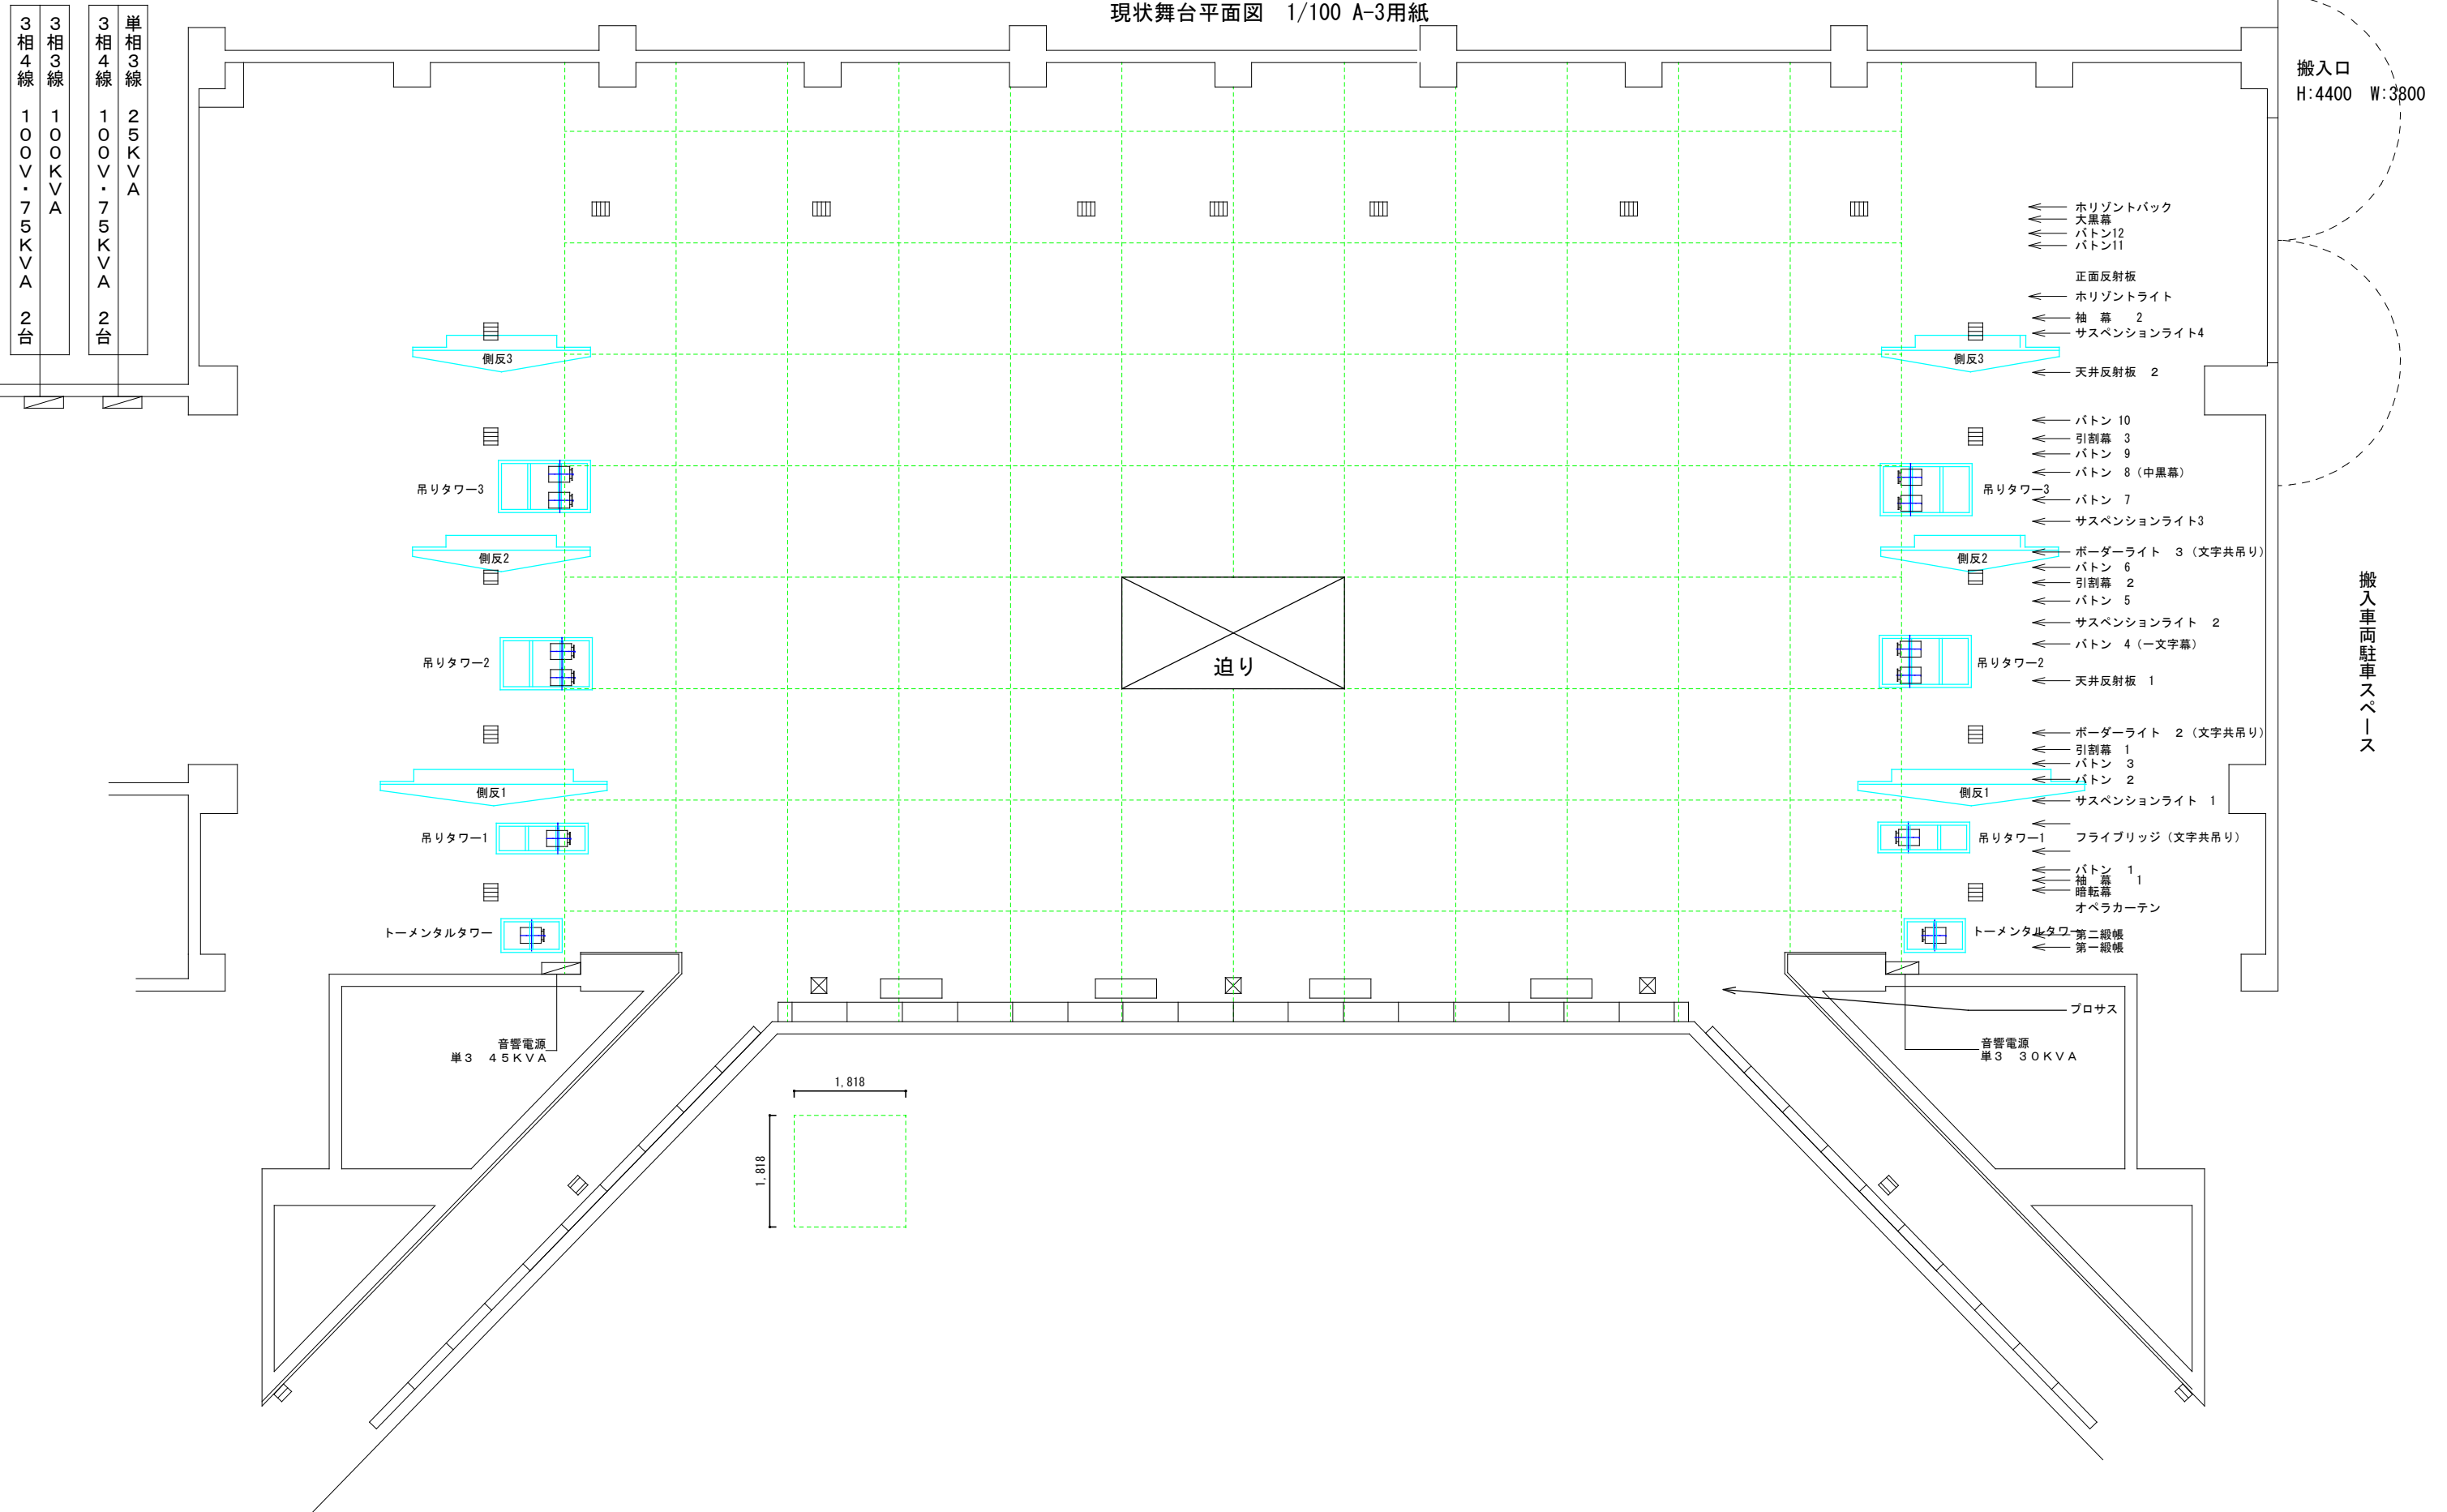 現状舞台平面図　1/100 A-3用紙
単相3線　25KVA
3相4線　100V・75KVA　2台
3相3線　100KVA
3相4線　100V・75KVA　2台
搬入口
H:4400　W:3800
ホリゾントバック
大黒幕
バトン12
バトン11
正面反射板
ホリゾントライト
袖　幕　　2
サスペンションライト4
側反3
側反3
天井反射板　2
バトン 10
引割幕　3
バトン　9
バトン　8（中黒幕）
吊りタワー3
吊りタワー3
バトン　7
サスペンションライト3
ボーダーライト　3（文字共吊り）
側反2
側反2
バトン　6
引割幕　2
バトン　5
サスペンションライト　2
バトン　4（一文字幕）
吊りタワー2
吊りタワー2
迫り
天井反射板　1
搬入車両駐車スペース
ボーダーライト　2（文字共吊り）
引割幕　1
バトン　3
バトン　2
側反1
側反1
サスペンションライト　1
吊りタワー1
吊りタワー1
フライブリッジ（文字共吊り）
バトン　1
袖　幕　　1
暗転幕
オペラカーテン
トーメンタルタワー
トーメンタルタワー
第二緞帳
第一緞帳
プロサス
音響電源
単3　45KVA
音響電源
単3　30KVA
1,818
1,818